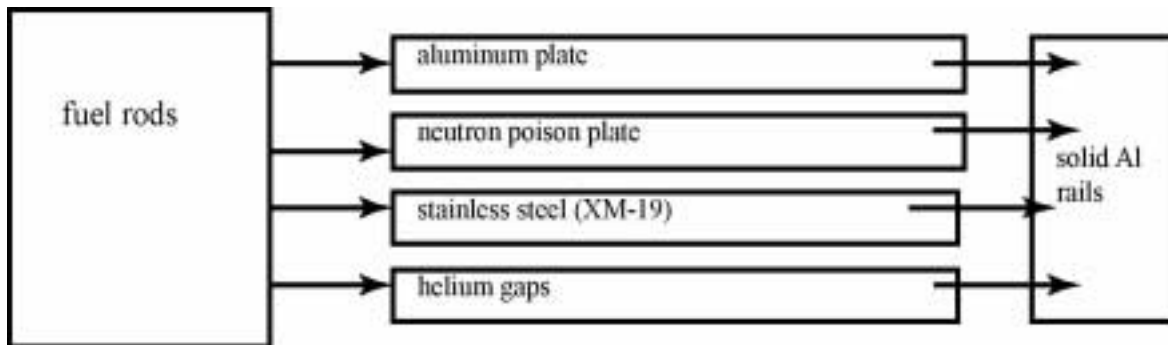 fuel rods
aluminum plate
neutron poison plate
stainless steel (XM-19)
helium gaps
solid Al
rails